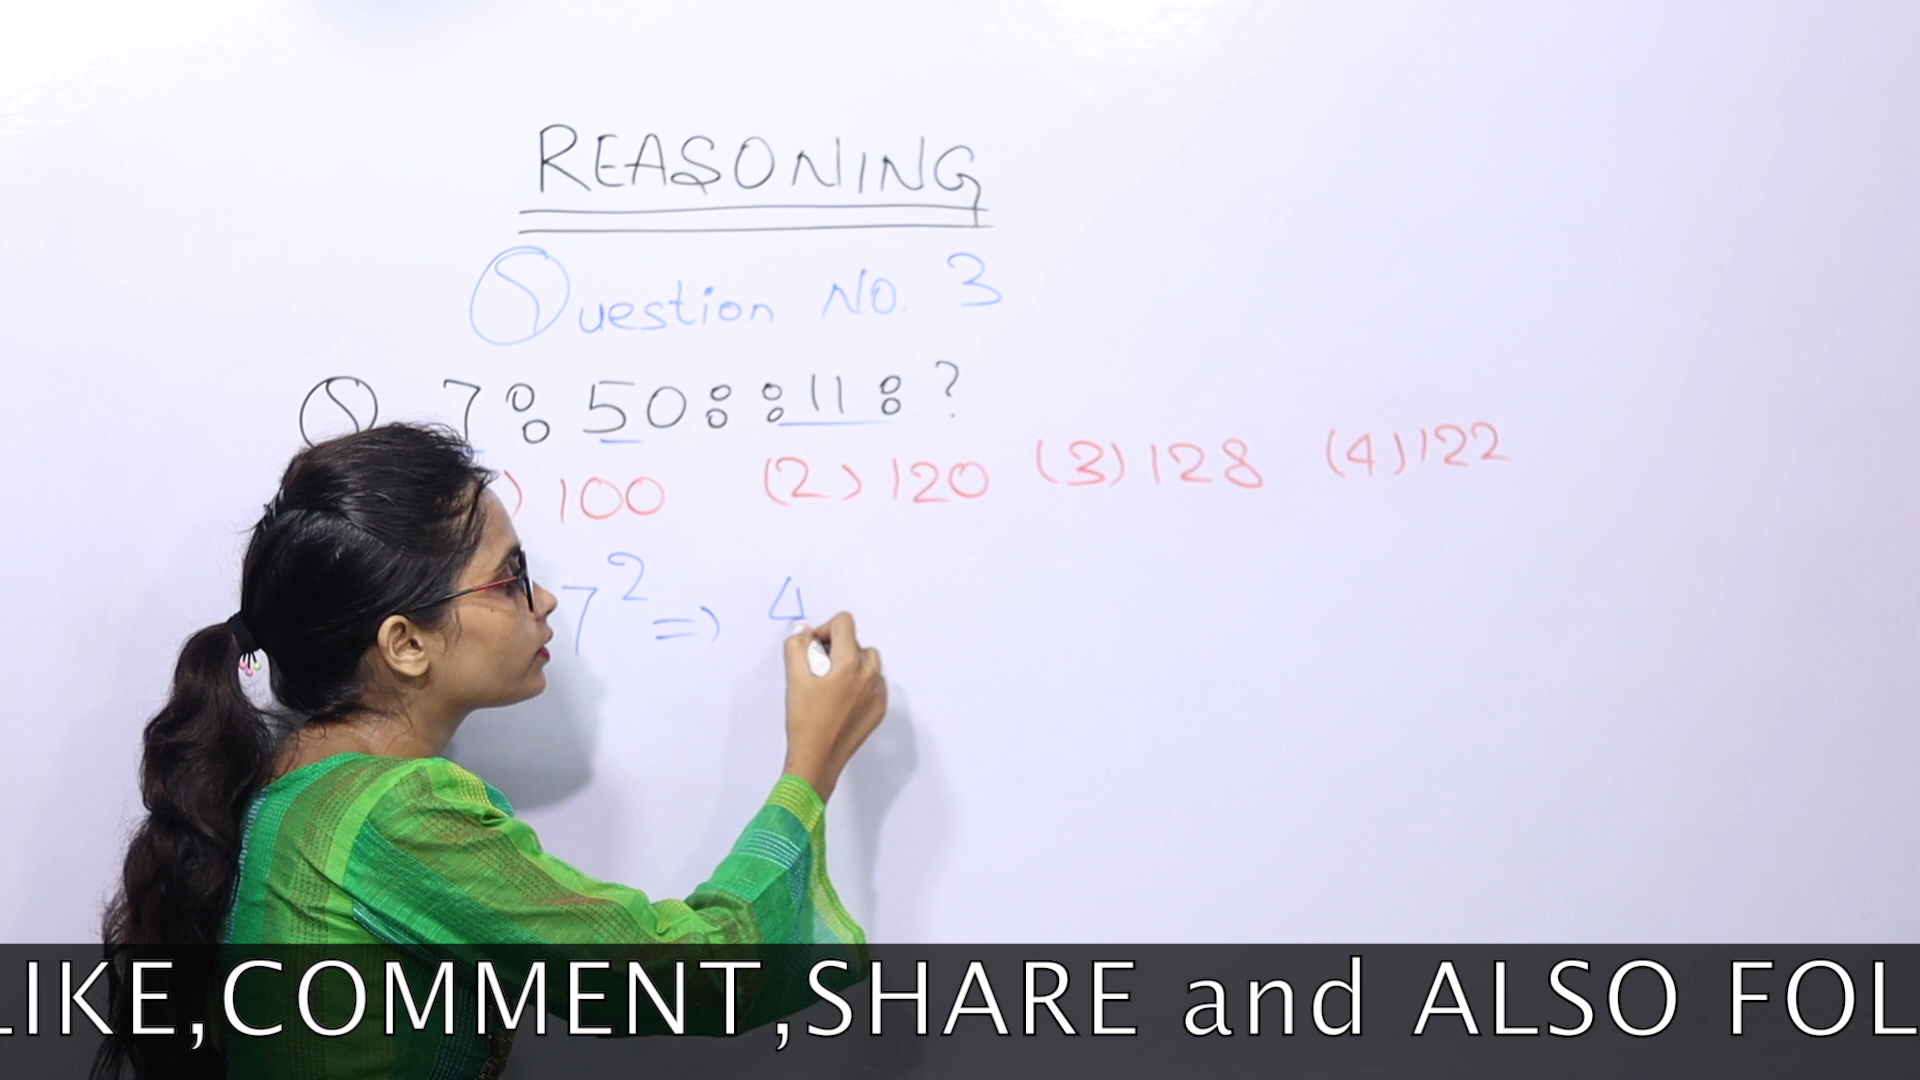 REASONING
Question No. 3
Q 7 : 50 : : 11 : ?
) 100 (2) 120 (3) 128 (4) 122
7² => 4
LIKE,COMMENT,SHARE and ALSO FOL